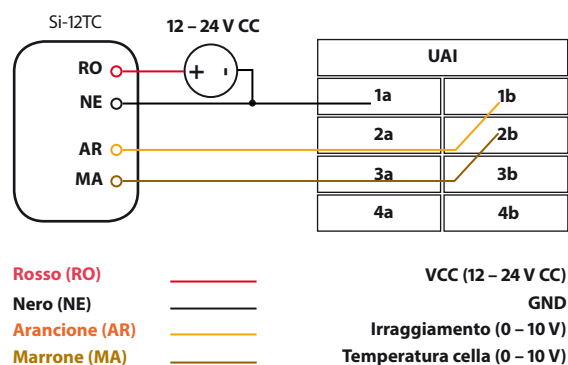 Si-12TC
12 – 24 V CC
RO
+ -
NE
AR
MA
UAI
1a 1b
2a 2b
3a 3b
4a 4b
Rosso (RO) VCC (12 – 24 V CC)
Nero (NE) GND
Arancione (AR) Irraggiamento (0 – 10 V)
Marrone (MA) Temperatura cella (0 – 10 V)